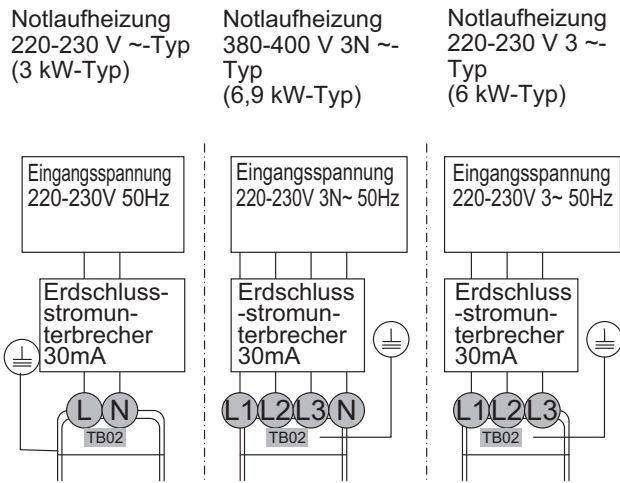 Notlaufheizung
220-230 V ~-Typ
(3 kW-Typ)
Notlaufheizung
380-400 V 3N ~-
Typ
(6,9 kW-Typ)
Notlaufheizung
220-230 V 3 ~-
Typ
(6 kW-Typ)
Eingangsspannung
220-230V 50Hz
Eingangsspannung
220-230V 3N~ 50Hz
Eingangsspannung
220-230V 3~ 50Hz
Erdschluss-
stromun-
terbrecher
30mA
Erdschluss
-stromun-
terbrecher
30mA
Erdschluss
-stromun-
terbrecher
30mA
L N
TB02
L1 L2 L3 N
TB02
L1 L2 L3
TB02